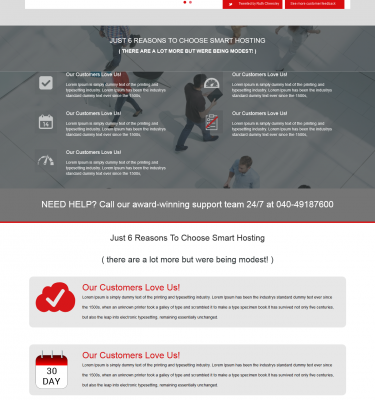 Tweeted by Ruth Chersley
See more customer feedback
JUST 6 REASONS TO CHOOSE SMART HOSTING
( THERE ARE A LOT MORE BUT WERE BEING MODEST! )
Our Customers Love Us!
Lorem Ipsum is simply dummy text of the printing and
typesetting industry. Lorem Ipsum has been the industrys
standard dummy text ever since the 1500s.
Our Customers Love Us!
Lorem Ipsum is simply dummy text of the printing and
typesetting industry. Lorem Ipsum has been the industrys
standard dummy text ever since the 1500s.
14
Our Customers Love Us!
Lorem Ipsum is simply dummy text of the printing and
typesetting industry. Lorem Ipsum has been the industrys
standard dummy text ever since the 1500s.
Our Customers Love Us!
Lorem Ipsum is simply dummy text of the printing and
typesetting industry. Lorem Ipsum has been the industrys
standard dummy text ever since the 1500s.
Our Customers Love Us!
Lorem Ipsum is simply dummy text of the printing and
typesetting industry. Lorem Ipsum has been the industrys
standard dummy text ever since the 1500s.
NEED HELP? Call our award-winning support team 24/7 at 040-49187600
Just 6 Reasons To Choose Smart Hosting
( there are a lot more but were being modest! )
Our Customers Love Us!
Lorem Ipsum is simply dummy text of the printing and typesetting industry. Lorem Ipsum has been the industrys standard dummy text ever since
the 1500s, when an unknown printer took a galley of type and scrambled it to make a type specimen book it has survived not only five centuries,
but also the leap into electronic typesetting. remaining essentially unchanged.
30
DAY
Our Customers Love Us!
Lorem Ipsum is simply dummy text of the printing and typesetting industry. Lorem Ipsum has been the industrys standard dummy text ever since
the 1500s, when an unknown printer took a galley of type and scrambled it to make a type specimen book it has survived not only five centuries,
but also the leap into electronic typesetting. remaining essentially unchanged.